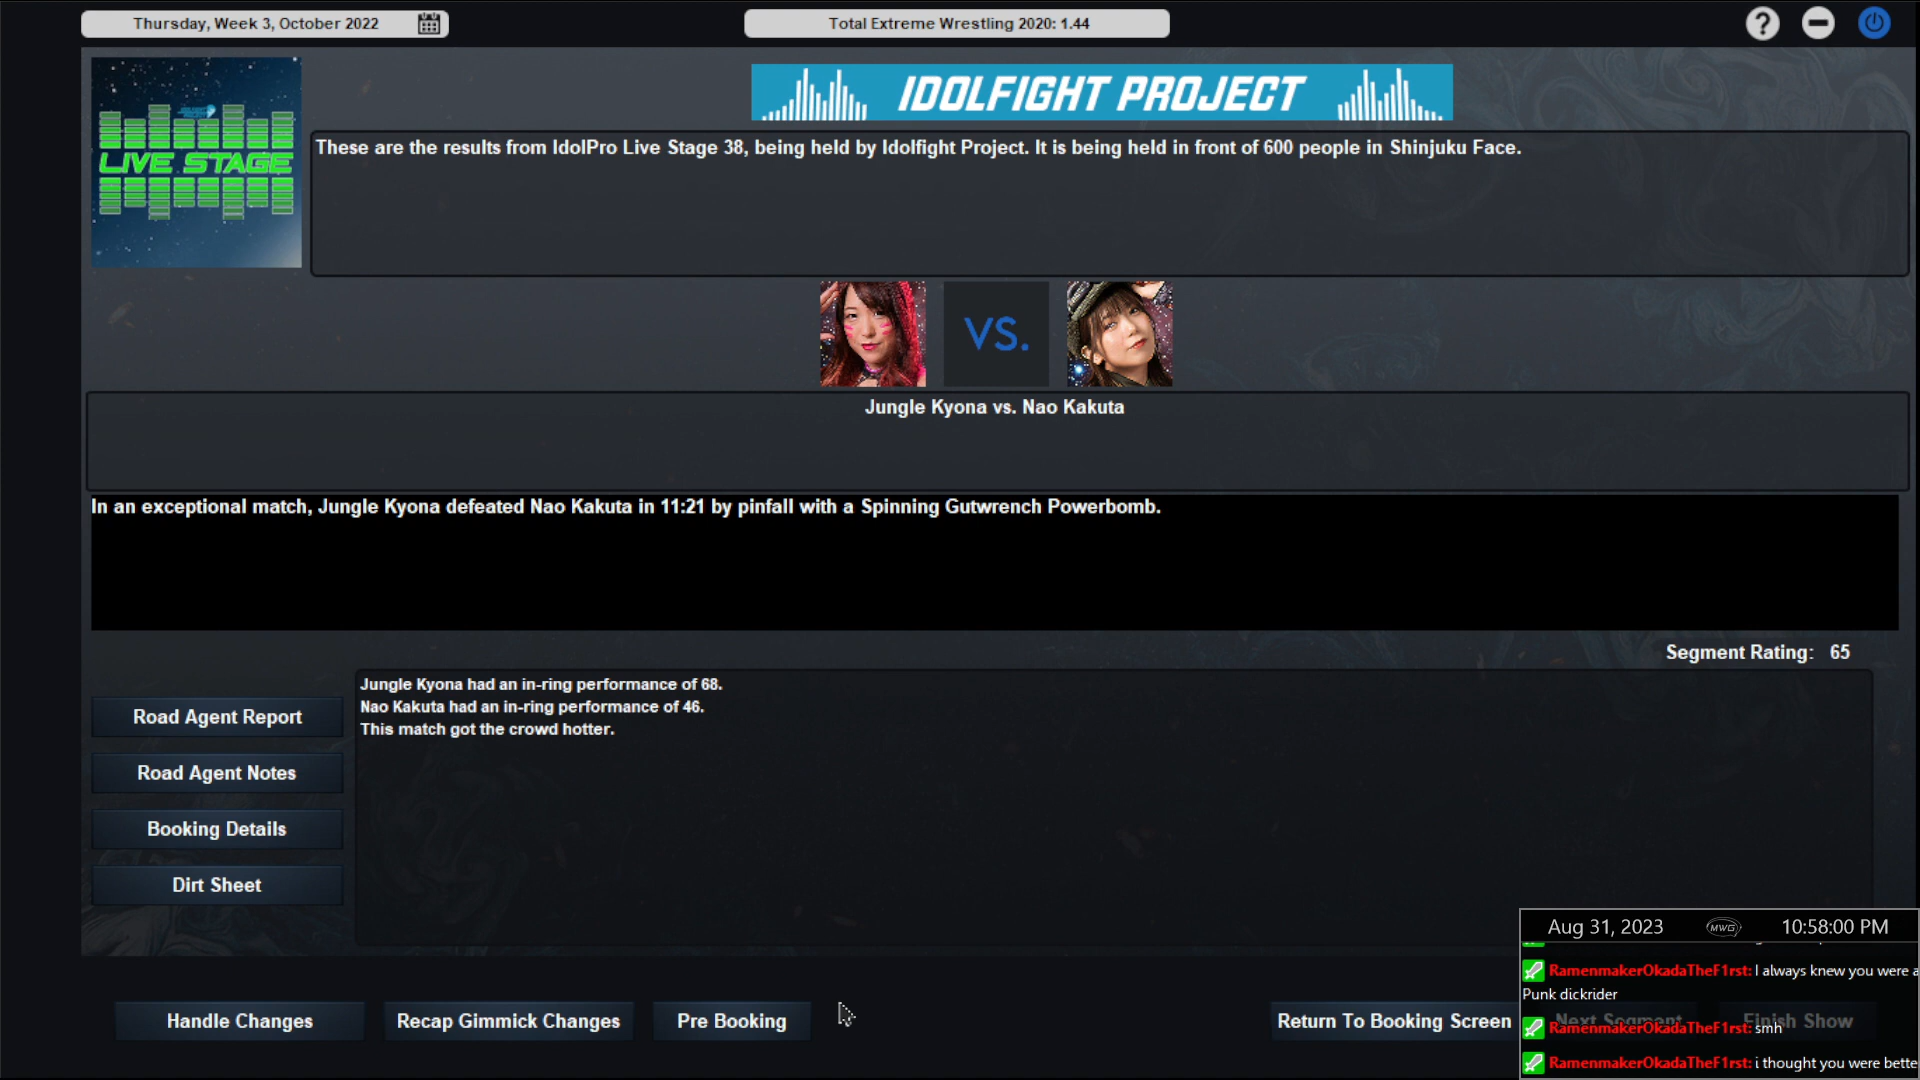 Thursday, Week 3, October 2022
Total Extreme Wrestling 2020: 1.44
?
LIVE STAGE
IDOLFIGHT PROJECT
These are the results from IdolPro Live Stage 38, being held by Idolfight Project. It is being held in front of 600 people in Shinjuku Face.
VS.
Jungle Kyona vs. Nao Kakuta
In an exceptional match, Jungle Kyona defeated Nao Kakuta in 11:21 by pinfall with a Spinning Gutwrench Powerbomb.
Segment Rating: 65
Jungle Kyona had an in-ring performance of 68.
Nao Kakuta had an in-ring performance of 46.
This match got the crowd hotter.
Road Agent Report
Road Agent Notes
Booking Details
Dirt Sheet
Aug 31, 2023 MWG 10:58:00 PM
RamenmakerOkadaTheF1rst: I always knew you were a
Punk dickrider
RamenmakerOkadaTheF1rst: smh
RamenmakerOkadaTheF1rst: i thought you were bette
Handle Changes
Recap Gimmick Changes
Pre Booking
Return To Booking Screen
Next Segment
Finish Show